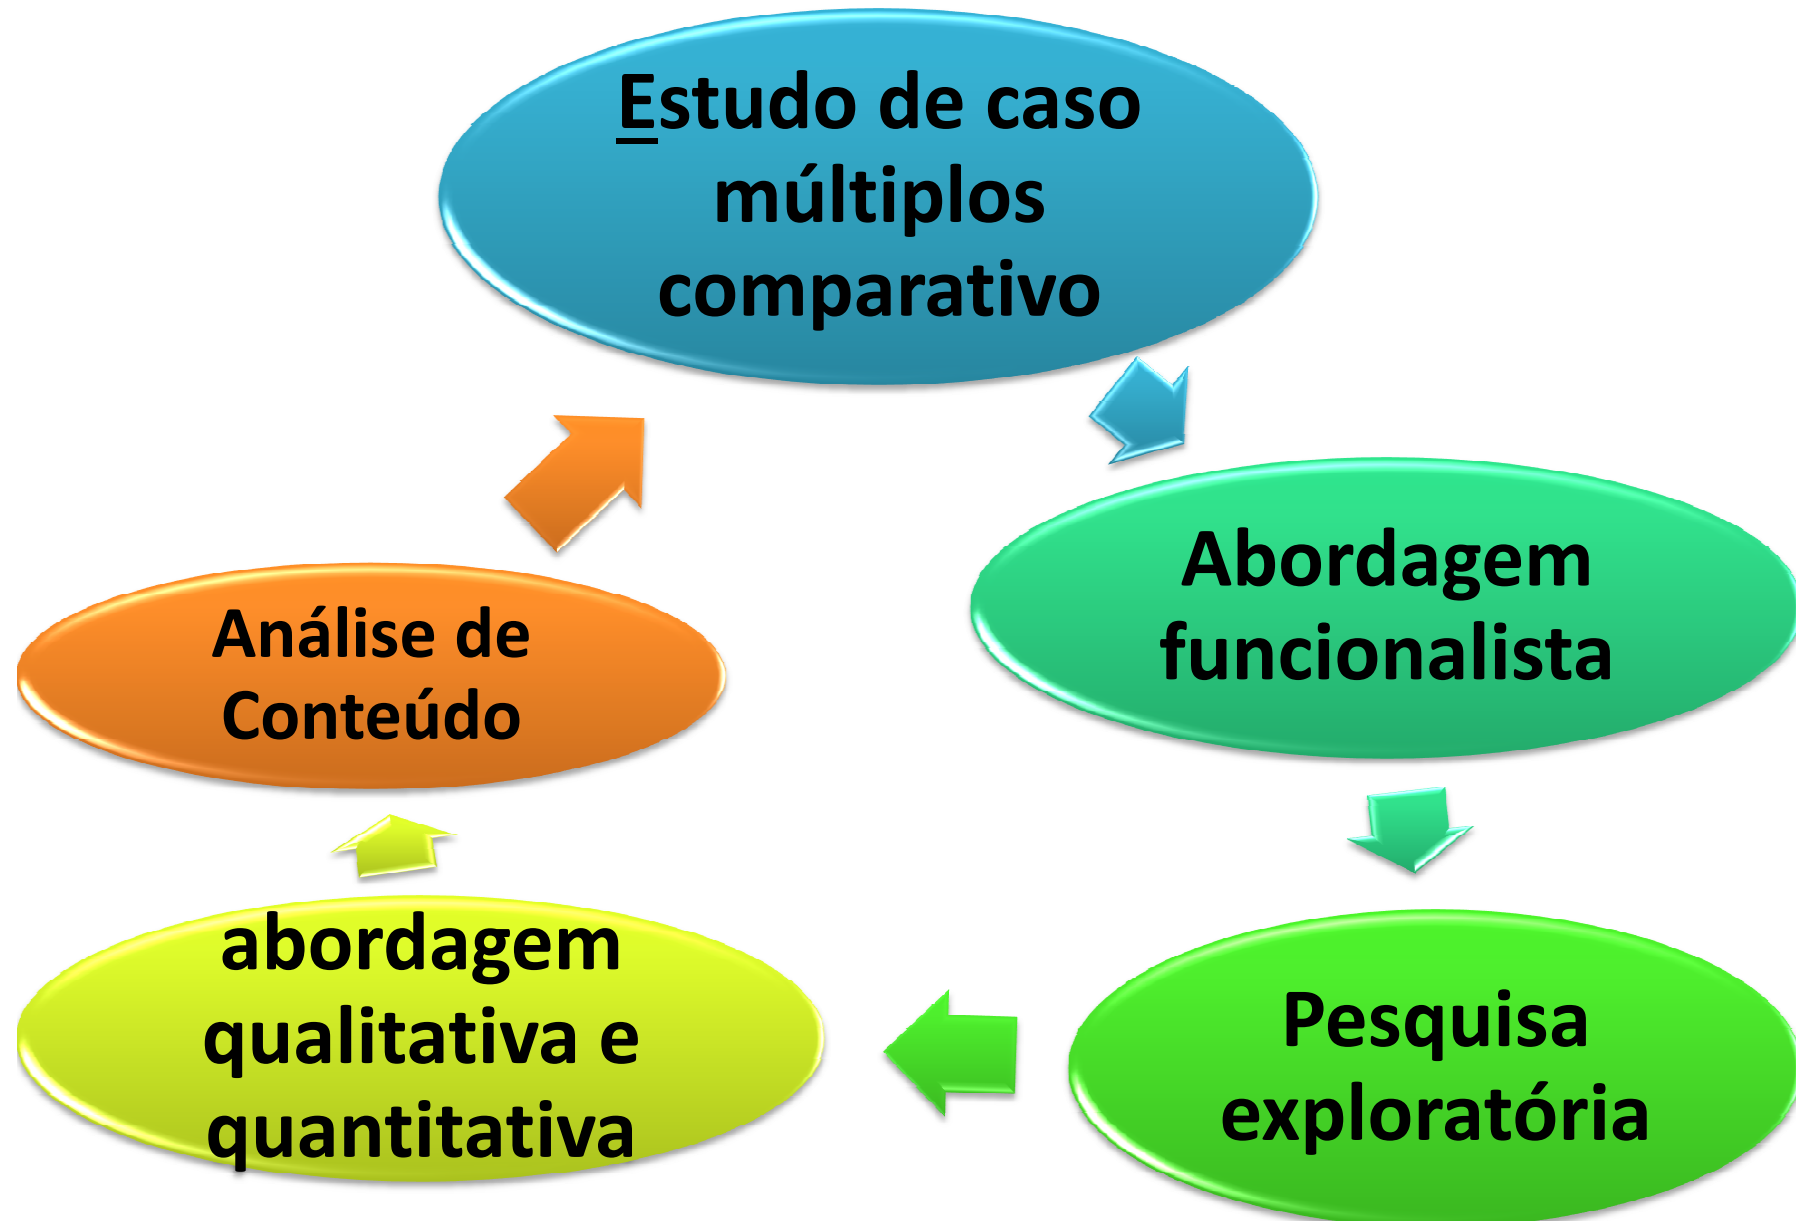 Estudo de caso
múltiplos
comparativo
Abordagem
funcionalista
Pesquisa
exploratória
abordagem
qualitativa e
quantitativa
Análise de
Conteúdo